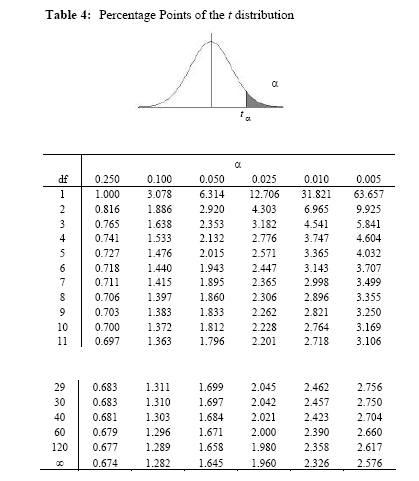 Table 4: Percentage Points of the t distribution
α
t α
α
df 0.250 0.100 0.050 0.025 0.010 0.005
1 1.000 3.078 6.314 12.706 31.821 63.657
2 0.816 1.886 2.920 4.303 6.965 9.925
3 0.765 1.638 2.353 3.182 4.541 5.841
4 0.741 1.533 2.132 2.776 3.747 4.604
5 0.727 1.476 2.015 2.571 3.365 4.032
6 0.718 1.440 1.943 2.447 3.143 3.707
7 0.711 1.415 1.895 2.365 2.998 3.499
8 0.706 1.397 1.860 2.306 2.896 3.355
9 0.703 1.383 1.833 2.262 2.821 3.250
10 0.700 1.372 1.812 2.228 2.764 3.169
11 0.697 1.363 1.796 2.201 2.718 3.106
29 0.683 1.311 1.699 2.045 2.462 2.756
30 0.683 1.310 1.697 2.042 2.457 2.750
40 0.681 1.303 1.684 2.021 2.423 2.704
60 0.679 1.296 1.671 2.000 2.390 2.660
120 0.677 1.289 1.658 1.980 2.358 2.617
∞ 0.674 1.282 1.645 1.960 2.326 2.576